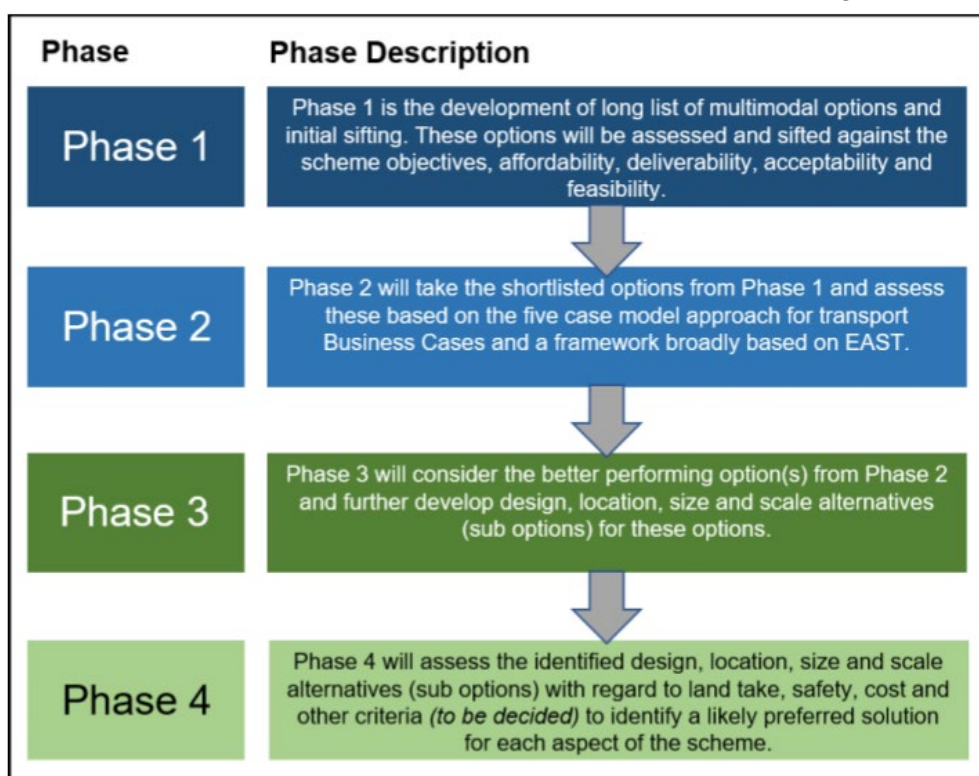 Phase Phase Description
Phase 1
Phase 1 is the development of long list of multimodal options and
initial sifting. These options will be assessed and sifted against the
scheme objectives, affordability, deliverability, acceptability and
feasibility.
Phase 2
Phase 2 will take the shortlisted options from Phase 1 and assess
these based on the five case model approach for transport
Business Cases and a framework broadly based on EAST.
Phase 3
Phase 3 will consider the better performing option(s) from Phase 2
and further develop design, location, size and scale alternatives
(sub options) for these options.
Phase 4
Phase 4 will assess the identified design, location, size and scale
alternatives (sub options) with regard to land take, safety, cost and
other criteria (to be decided) to identify a likely preferred solution
for each aspect of the scheme.